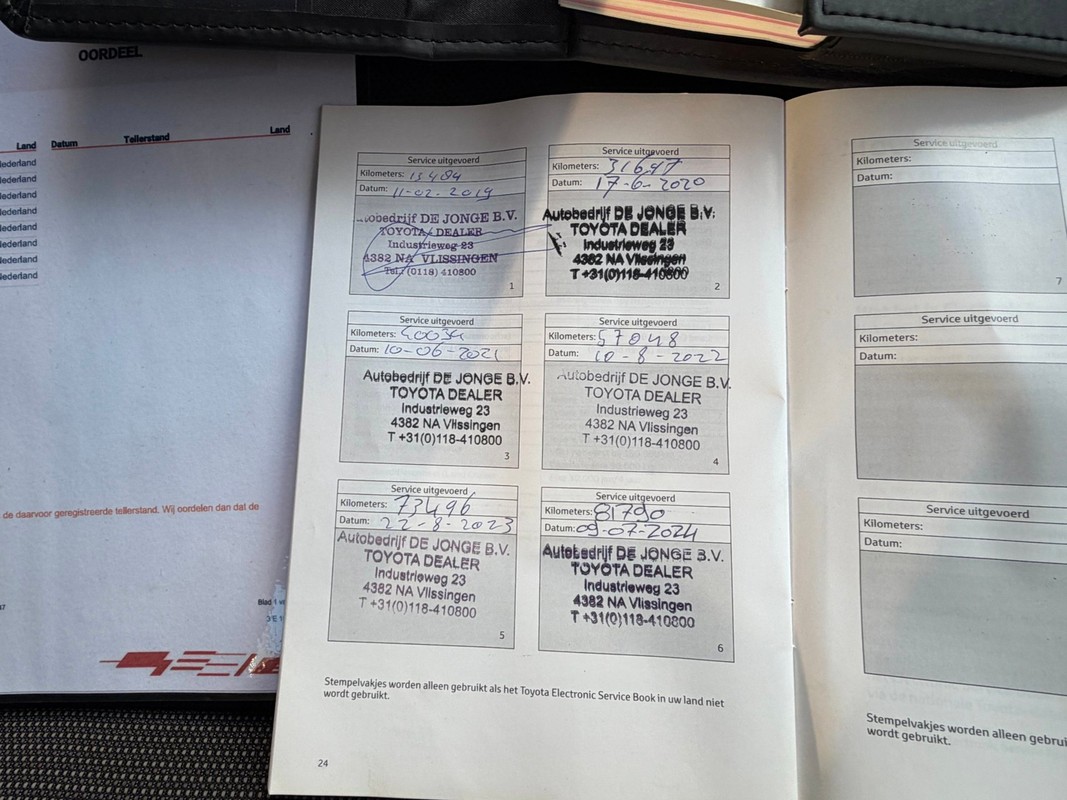 OORDEEL
Land Datum Tellerstand Land
Nederland
Nederland
Nederland
Nederland
Nederland
Nederland
Nederland
Nederland
de daarvoor geregistreerde tellerstand. Wij oordelen dat de
Blad 1
Service uitgevoerd
Kilometers: 13484
Datum: 11-02-2019
Autobedrijf DE JONGE B.V.
TOYOTA DEALER
Industrieweg 23
4382 NA VLISSINGEN
Tel. (0118) 410800
1
Service uitgevoerd
Kilometers: 31647
Datum: 17-6-2020
Autobedrijf DE JONGE B.V.
TOYOTA DEALER
Industrieweg 23
4382 NA Vlissingen
T +31(0)118-410800
2
Service uitgevoerd
Kilometers: 40034
Datum: 10-06-2021
Autobedrijf DE JONGE B.V.
TOYOTA DEALER
Industrieweg 23
4382 NA Vlissingen
T +31(0)118-410800
3
Service uitgevoerd
Kilometers: 57048
Datum: 10-8-2022
Autobedrijf DE JONGE B.V.
TOYOTA DEALER
Industrieweg 23
4382 NA Vlissingen
T +31(0)118-410800
4
Service uitgevoerd
Kilometers: 73496
Datum: 22-8-2023
Autobedrijf DE JONGE B.V.
TOYOTA DEALER
Industrieweg 23
4382 NA Vlissingen
T +31(0)118-410800
5
Service uitgevoerd
Kilometers: 81790
Datum: 09-07-2024
Autobedrijf DE JONGE B.V.
TOYOTA DEALER
Industrieweg 23
4382 NA Vlissingen
T +31(0)118-410800
6
Stempelvakjes worden alleen gebruikt als het Toyota Electronic Service Book in uw land niet
wordt gebruikt.
24
Service uitgevoerd
Kilometers:
Datum:
7
Service uitgevoerd
Kilometers:
Datum:
Service uitgevoerd
Kilometers:
Datum:
Stempelvakjes worden alleen gebrui
wordt gebruikt.